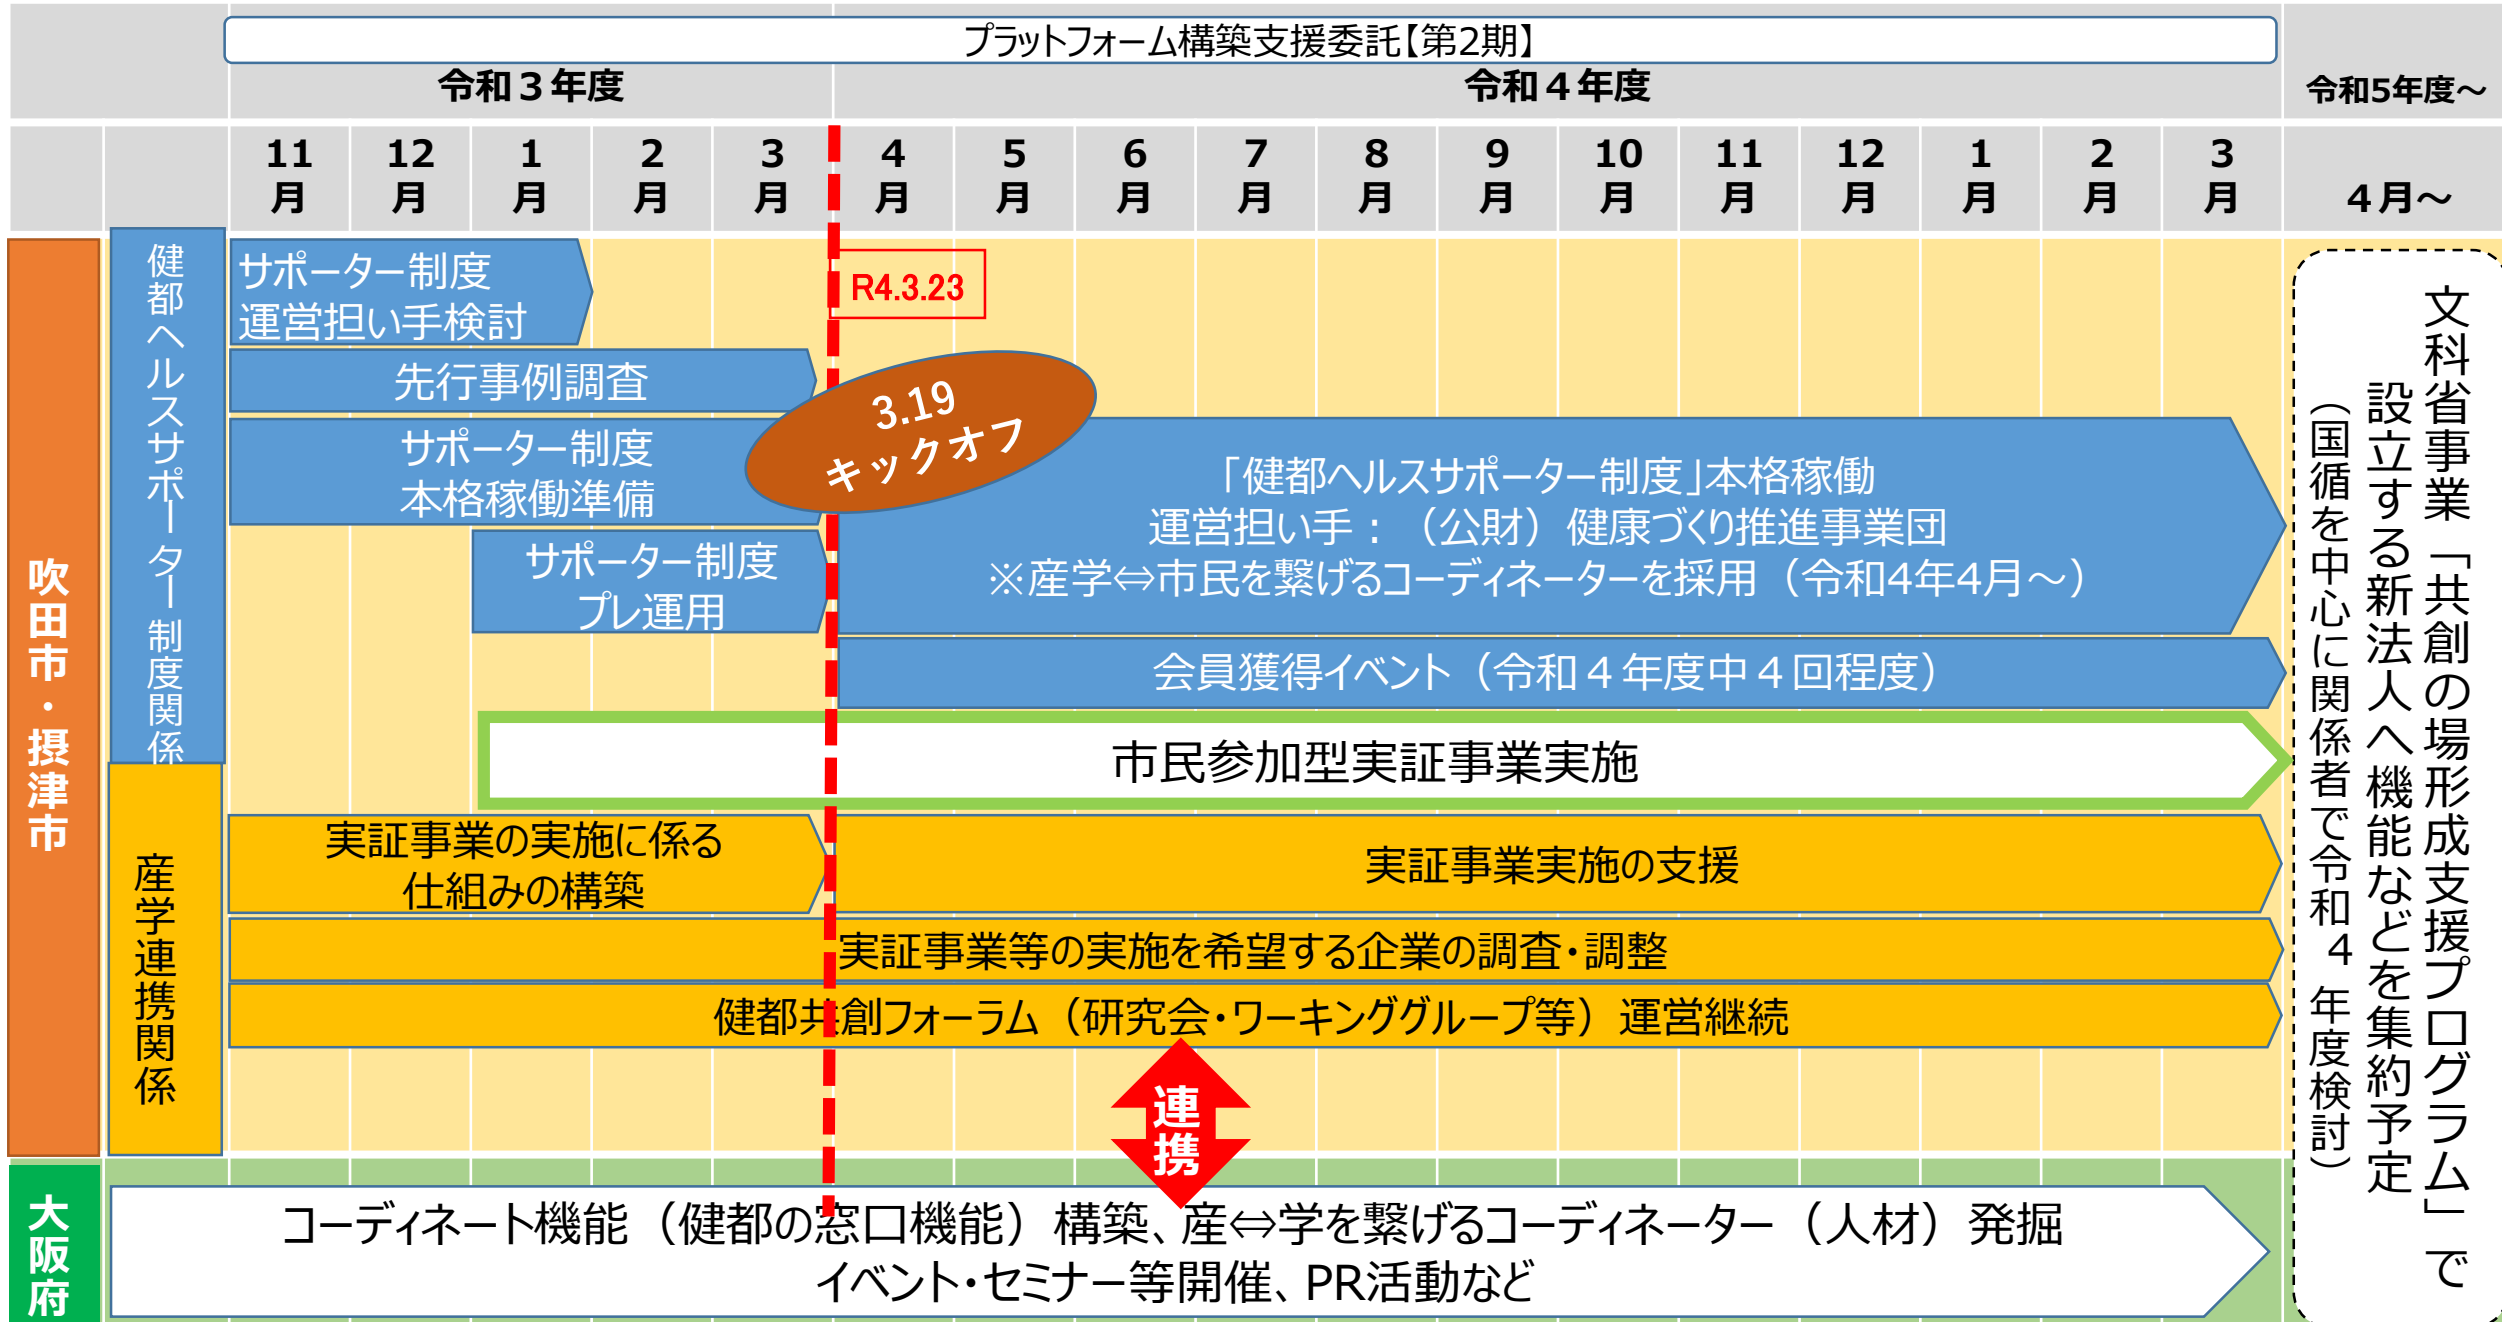 プラットフォーム構築支援委託【第2期】
令和３年度
令和４年度
令和5年度～
11月
12月
1月
2月
3月
4月
5月
6月
7月
8月
9月
10月
11月
12月
1月
2月
3月
４月～
吹田市・摂津市
健都ヘルスサポーター制度関係
サポーター制度
運営担い手検討
R4.3.23
先行事例調査
3.19
キックオフ
サポーター制度
本格稼働準備
サポーター制度
プレ運用
「健都ヘルスサポーター制度」本格稼働
運営担い手：（公財）健康づくり推進事業団
※産学⇔市民を繋げるコーディネーターを採用（令和4年4月～）
会員獲得イベント（令和４年度中４回程度）
市民参加型実証事業実施
産学連携関係
実証事業の実施に係る
仕組みの構築
実証事業実施の支援
実証事業等の実施を希望する企業の調査・調整
健都共創フォーラム（研究会・ワーキンググループ等）運営継続
連携
大阪府
コーディネート機能（健都の窓口機能）構築、産⇔学を繋げるコーディネーター（人材）発掘
イベント・セミナー等開催、PR活動など
文科省事業「共創の場形成支援プログラム」で
設立する新法人へ機能などを集約予定
（国循を中心に関係者で令和４年度検討）